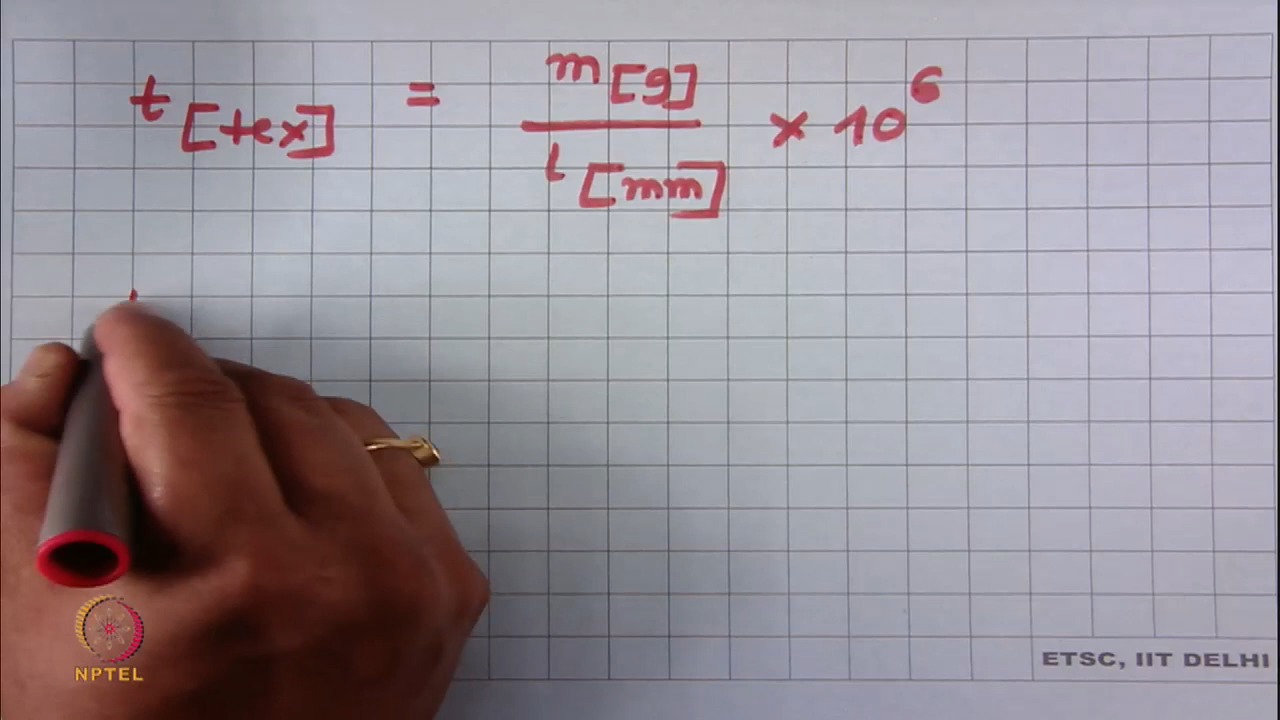 t [tex] = m [g] / l [mm] × 10^6
ETSC, IIT DELHI
NPTEL